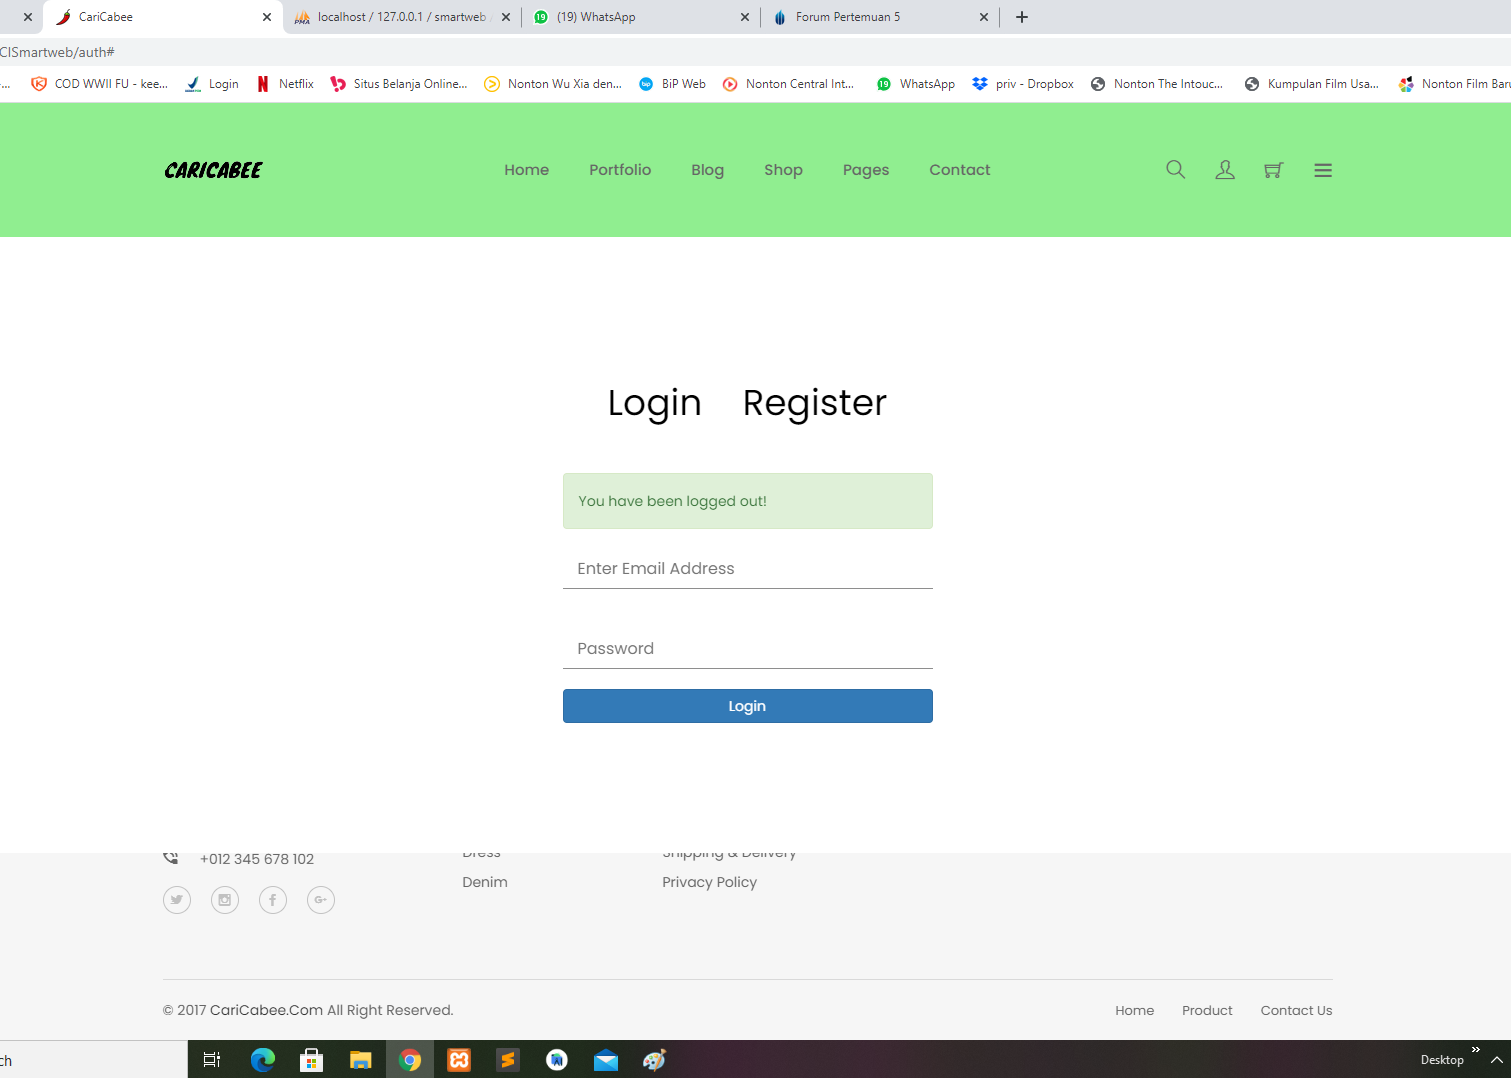 CariCabee
localhost / 127.0.0.1 / smartweb
(19) WhatsApp
Forum Pertemuan 5
CISmartweb/auth#
... COD WWII FU - kee... Login Netflix Situs Belanja Online... Nonton Wu Xia den... BiP Web Nonton Central Int... WhatsApp priv - Dropbox Nonton The Intouc... Kumpulan Film Usa... Nonton Film Baru
CARICABEE
Home Portfolio Blog Shop Pages Contact
Login Register
You have been logged out!
Enter Email Address
Password
Login
+012 345 678 102
Dress
Shipping & Delivery
Denim
Privacy Policy
© 2017 CariCabee.Com All Right Reserved.
Home Product Contact Us
ch
Desktop